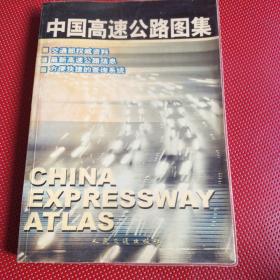 中国高速公路图集
交通部权威资料
最新高速公路信息
方便快捷的查询系统
CHINA
EXPRESSWAY
ATLAS
人民交通出版社